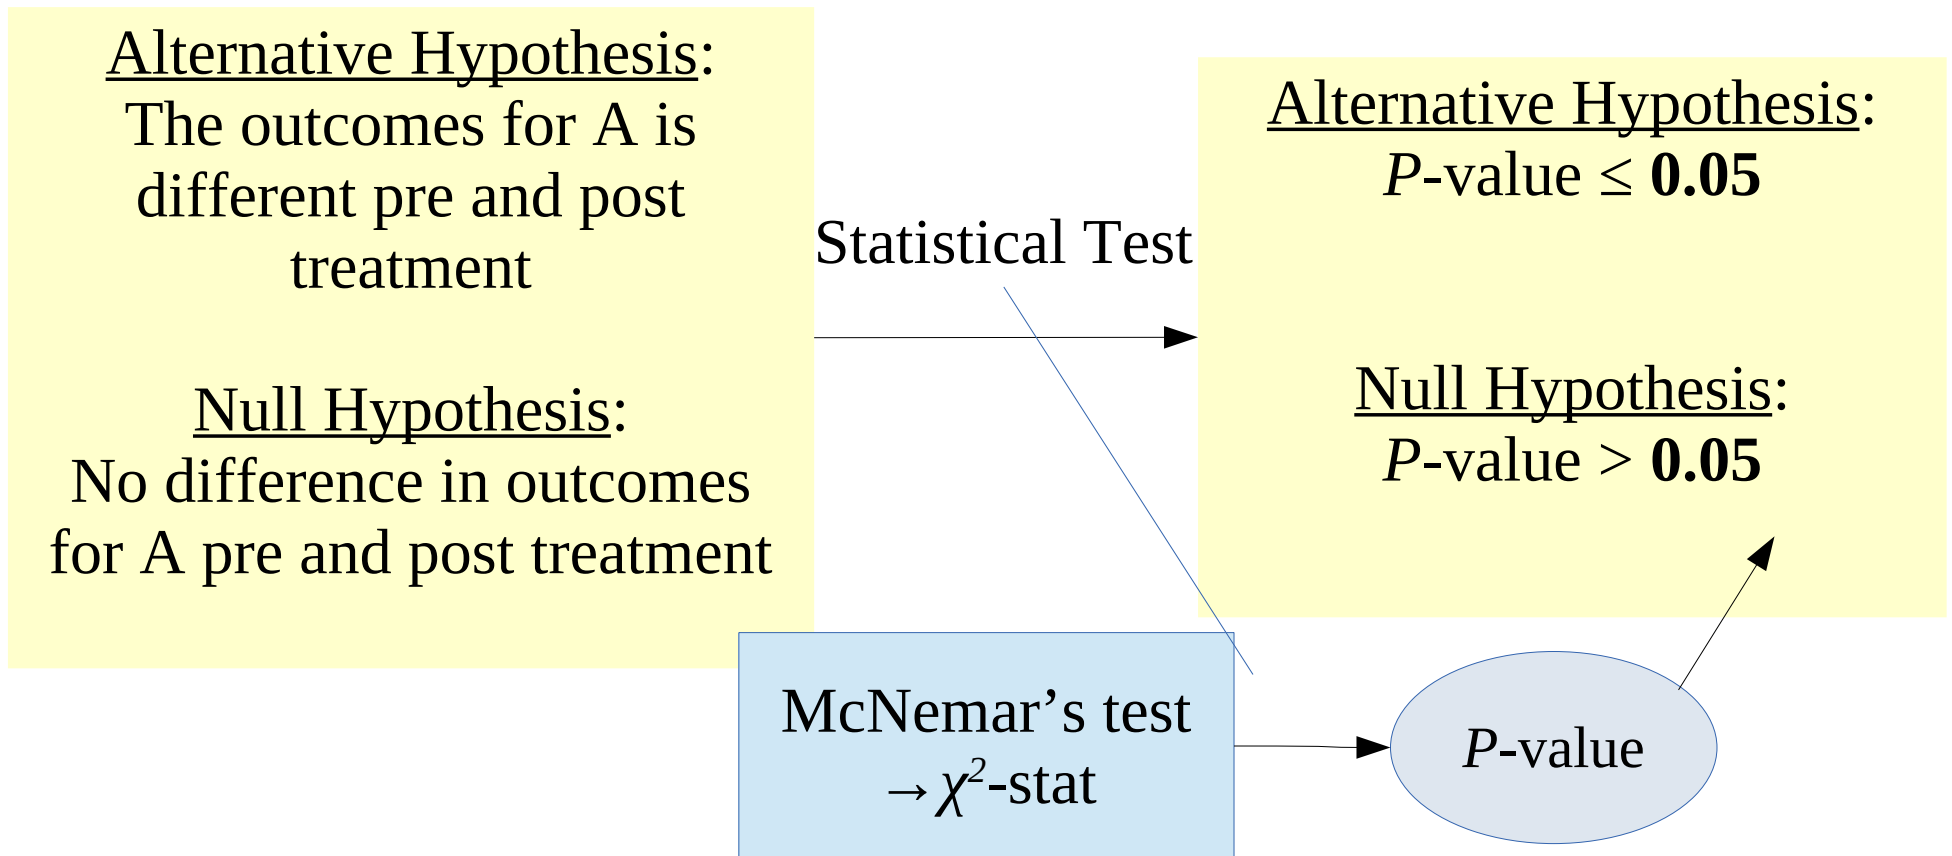 Alternative Hypothesis:
The outcomes for A is
different pre and post
treatment
Null Hypothesis:
No difference in outcomes
for A pre and post treatment
Statistical Test
Alternative Hypothesis:
P-value ≤ 0.05
Null Hypothesis:
P-value > 0.05
McNemar’s test
→χ²-stat
P-value